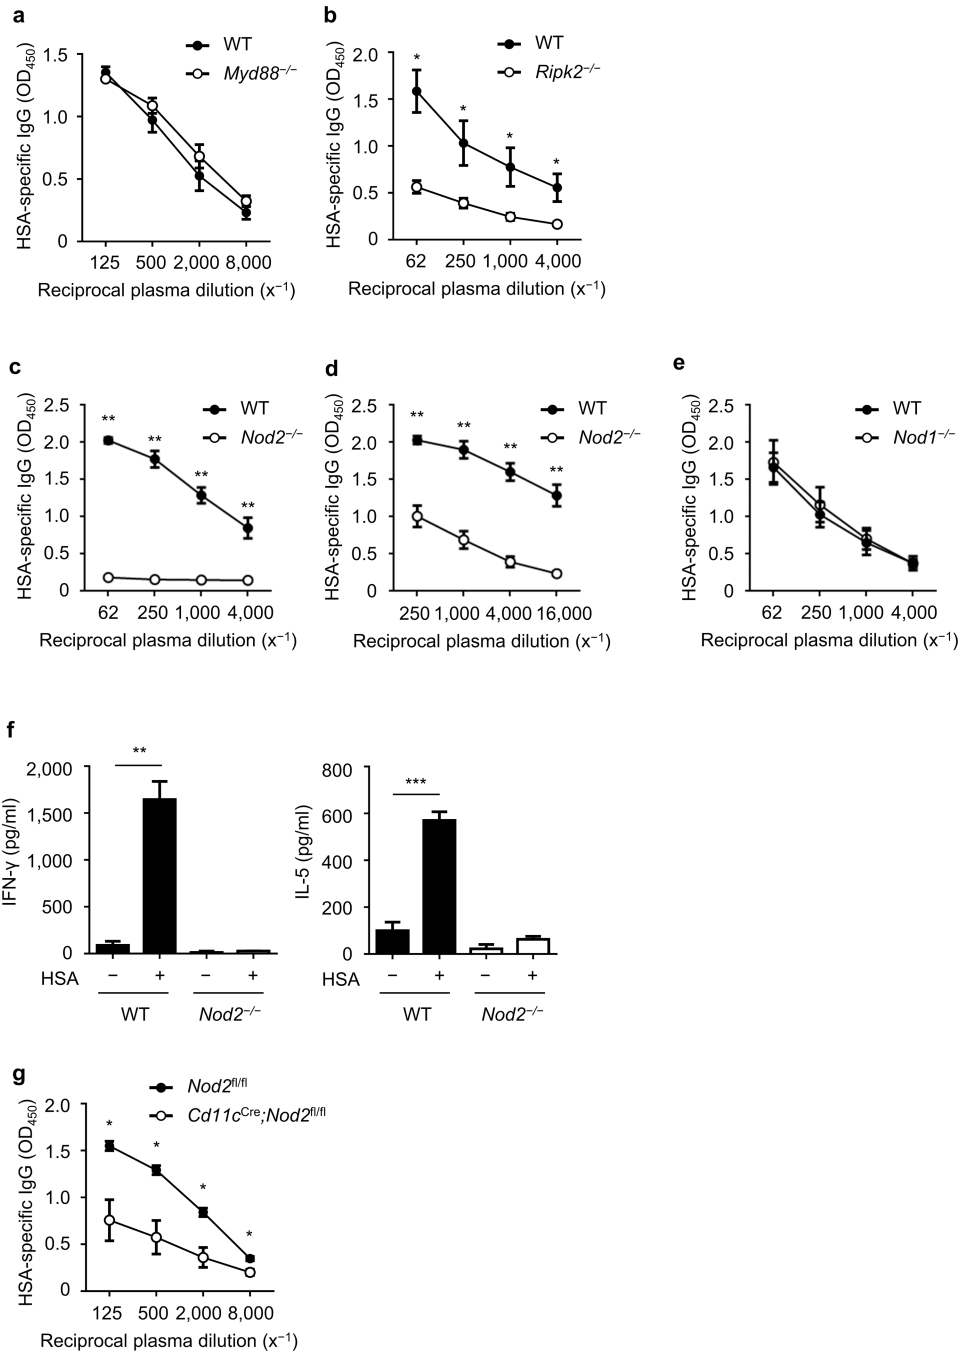 a
HSA-specific IgG (OD450)
1.5
1.0
0.5
0
125 500 2,000 8,000
Reciprocal plasma dilution (x−1)
WT
Myd88−/−
b
HSA-specific IgG (OD450)
2.0
1.5
1.0
0.5
0
62 250 1,000 4,000
Reciprocal plasma dilution (x−1)
WT
Ripk2−/−
*
*
*
*
c
HSA-specific IgG (OD450)
2.5
2.0
1.5
1.0
0.5
0
62 250 1,000 4,000
Reciprocal plasma dilution (x−1)
WT
Nod2−/−
**
**
**
**
d
HSA-specific IgG (OD450)
2.5
2.0
1.5
1.0
0.5
0
250 1,000 4,000 16,000
Reciprocal plasma dilution (x−1)
WT
Nod2−/−
**
**
**
**
e
HSA-specific IgG (OD450)
2.5
2.0
1.5
1.0
0.5
0
62 250 1,000 4,000
Reciprocal plasma dilution (x−1)
WT
Nod1−/−
f
IFN-γ (pg/ml)
2,000
1,500
1,000
500
0
**
HSA − + − +
WT Nod2−/−
IL-5 (pg/ml)
800
600
400
200
0
***
HSA − + − +
WT Nod2−/−
g
Nod2fl/fl
Cd11cCre;Nod2fl/fl
HSA-specific IgG (OD450)
2.0
1.5
1.0
0.5
0
*
*
*
*
125 500 2,000 8,000
Reciprocal plasma dilution (x−1)